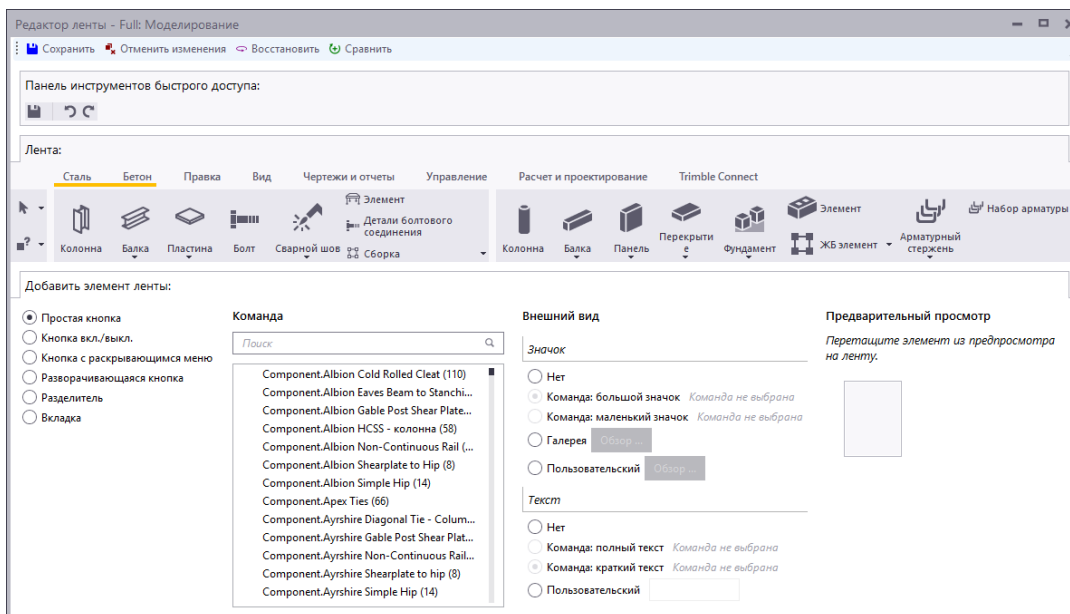 Редактор ленты - Full: Моделирование
Сохранить Отменить изменения Восстановить Сравнить
Панель инструментов быстрого доступа:
Лента:
Сталь Бетон Правка Вид Чертежи и отчеты Управление Расчет и проектирование Trimble Connect
Колонна Балка Пластина Болт Сварной шов
Элемент
Детали болтового
соединения
Сборка
Колонна Балка Панель
Перекрыти
е
Фундамент
Элемент
ЖБ элемент
Арматурный
стержень
Набор арматуры
Добавить элемент ленты:
Простая кнопка
Кнопка вкл./выкл.
Кнопка с раскрывающимся меню
Разворачивающаяся кнопка
Разделитель
Вкладка
Команда
Поиск
Component.Albion Cold Rolled Cleat (110)
Component.Albion Eaves Beam to Stanchi...
Component.Albion Gable Post Shear Plate...
Component.Albion HCSS - колонна (58)
Component.Albion Non-Continuous Rail (...
Component.Albion Shearplate to Hip (8)
Component.Albion Simple Hip (14)
Component.Apex Ties (66)
Component.Ayrshire Diagonal Tie - Colum...
Component.Ayrshire Gable Post Shear Plat...
Component.Ayrshire Non-Continuous Rail...
Component.Ayrshire Shearplate to hip (8)
Component.Ayrshire Simple Hip (14)
Внешний вид
Значок
Нет
Команда: большой значок Команда не выбрана
Команда: маленький значок Команда не выбрана
Галерея Обзор ...
Пользовательский Обзор ...
Текст
Нет
Команда: полный текст Команда не выбрана
Команда: краткий текст Команда не выбрана
Пользовательский
Предварительный просмотр
Перетащите элемент из предпросмотра
на ленту.